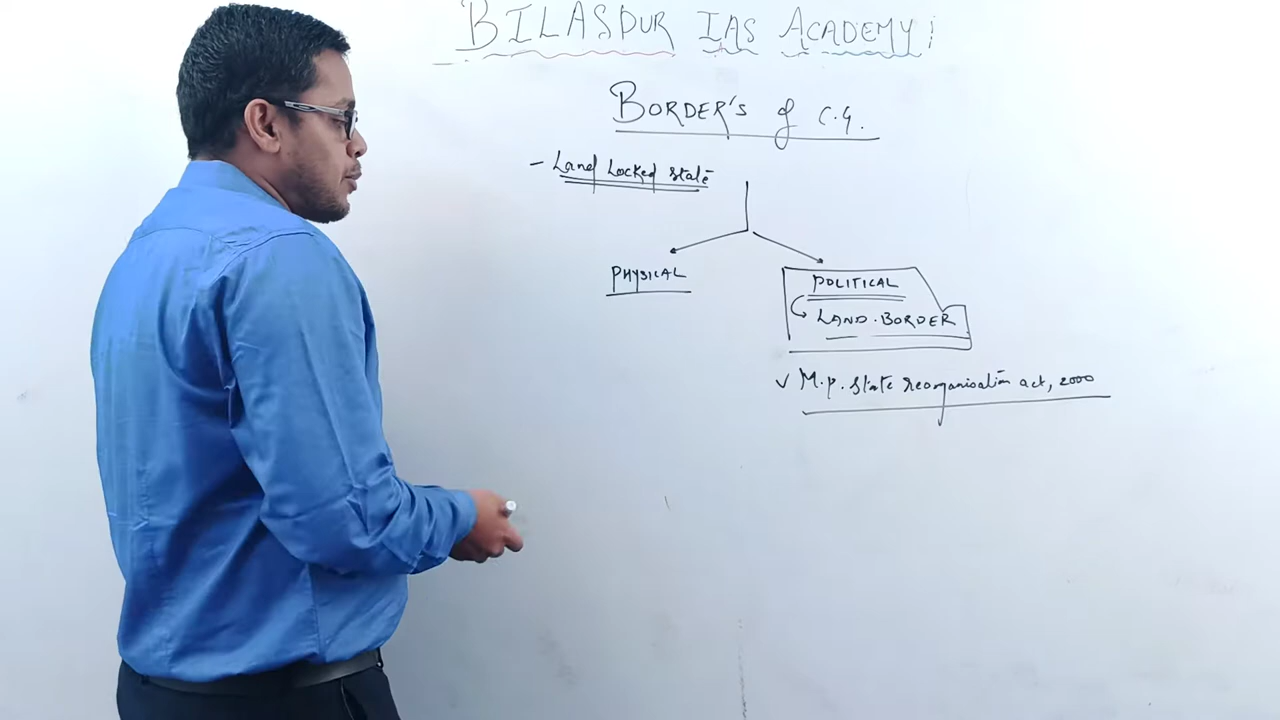 BILASPUR IAS ACADEMY
BORDER'S of C.G.
- Land Locked state
PHYSICAL
POLITICAL
LAND . BORDER
✓ M.P. State Reorganisation act, 2000